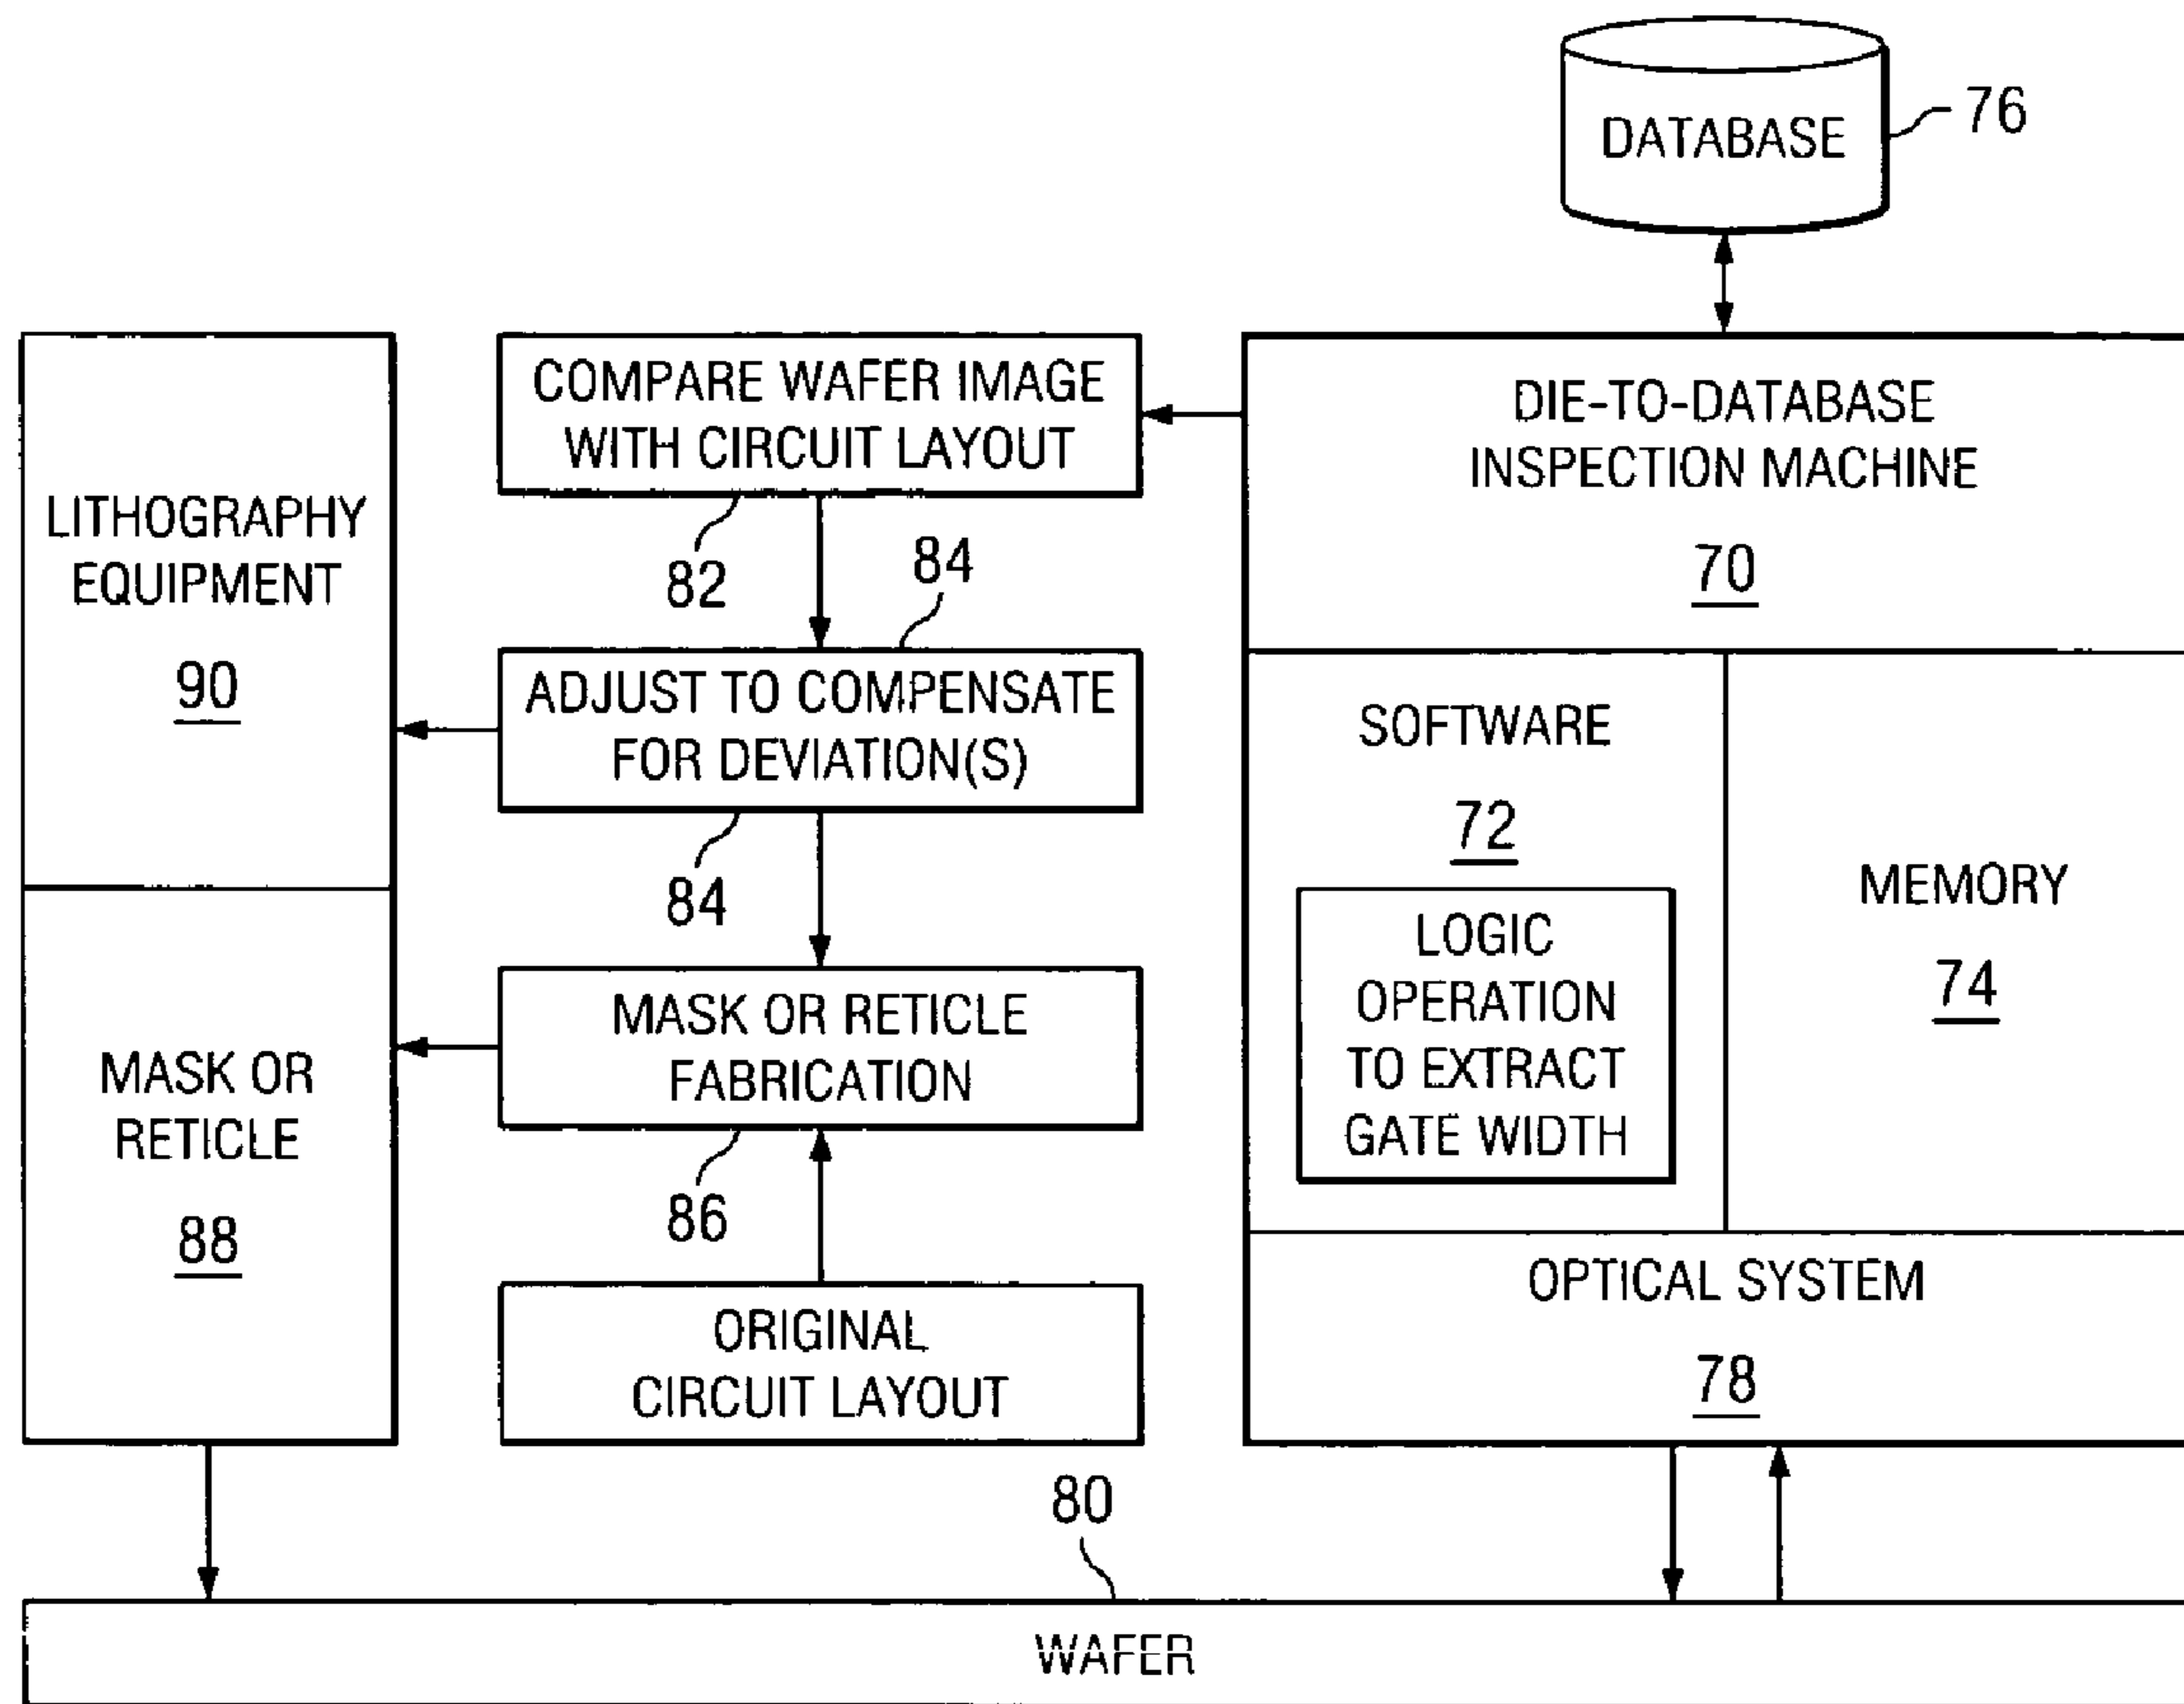 DATABASE
76
COMPARE WAFER IMAGE
WITH CIRCUIT LAYOUT
82
84
ADJUST TO COMPENSATE
FOR DEVIATION(S)
84
MASK OR RETICLE
FABRICATION
86
ORIGINAL
CIRCUIT LAYOUT
LITHOGRAPHY
EQUIPMENT
90
MASK OR
RETICLE
88
DIE-TO-DATABASE
INSPECTION MACHINE
70
SOFTWARE
72
LOGIC
OPERATION
TO EXTRACT
GATE WIDTH
MEMORY
74
OPTICAL SYSTEM
78
80
WAFER